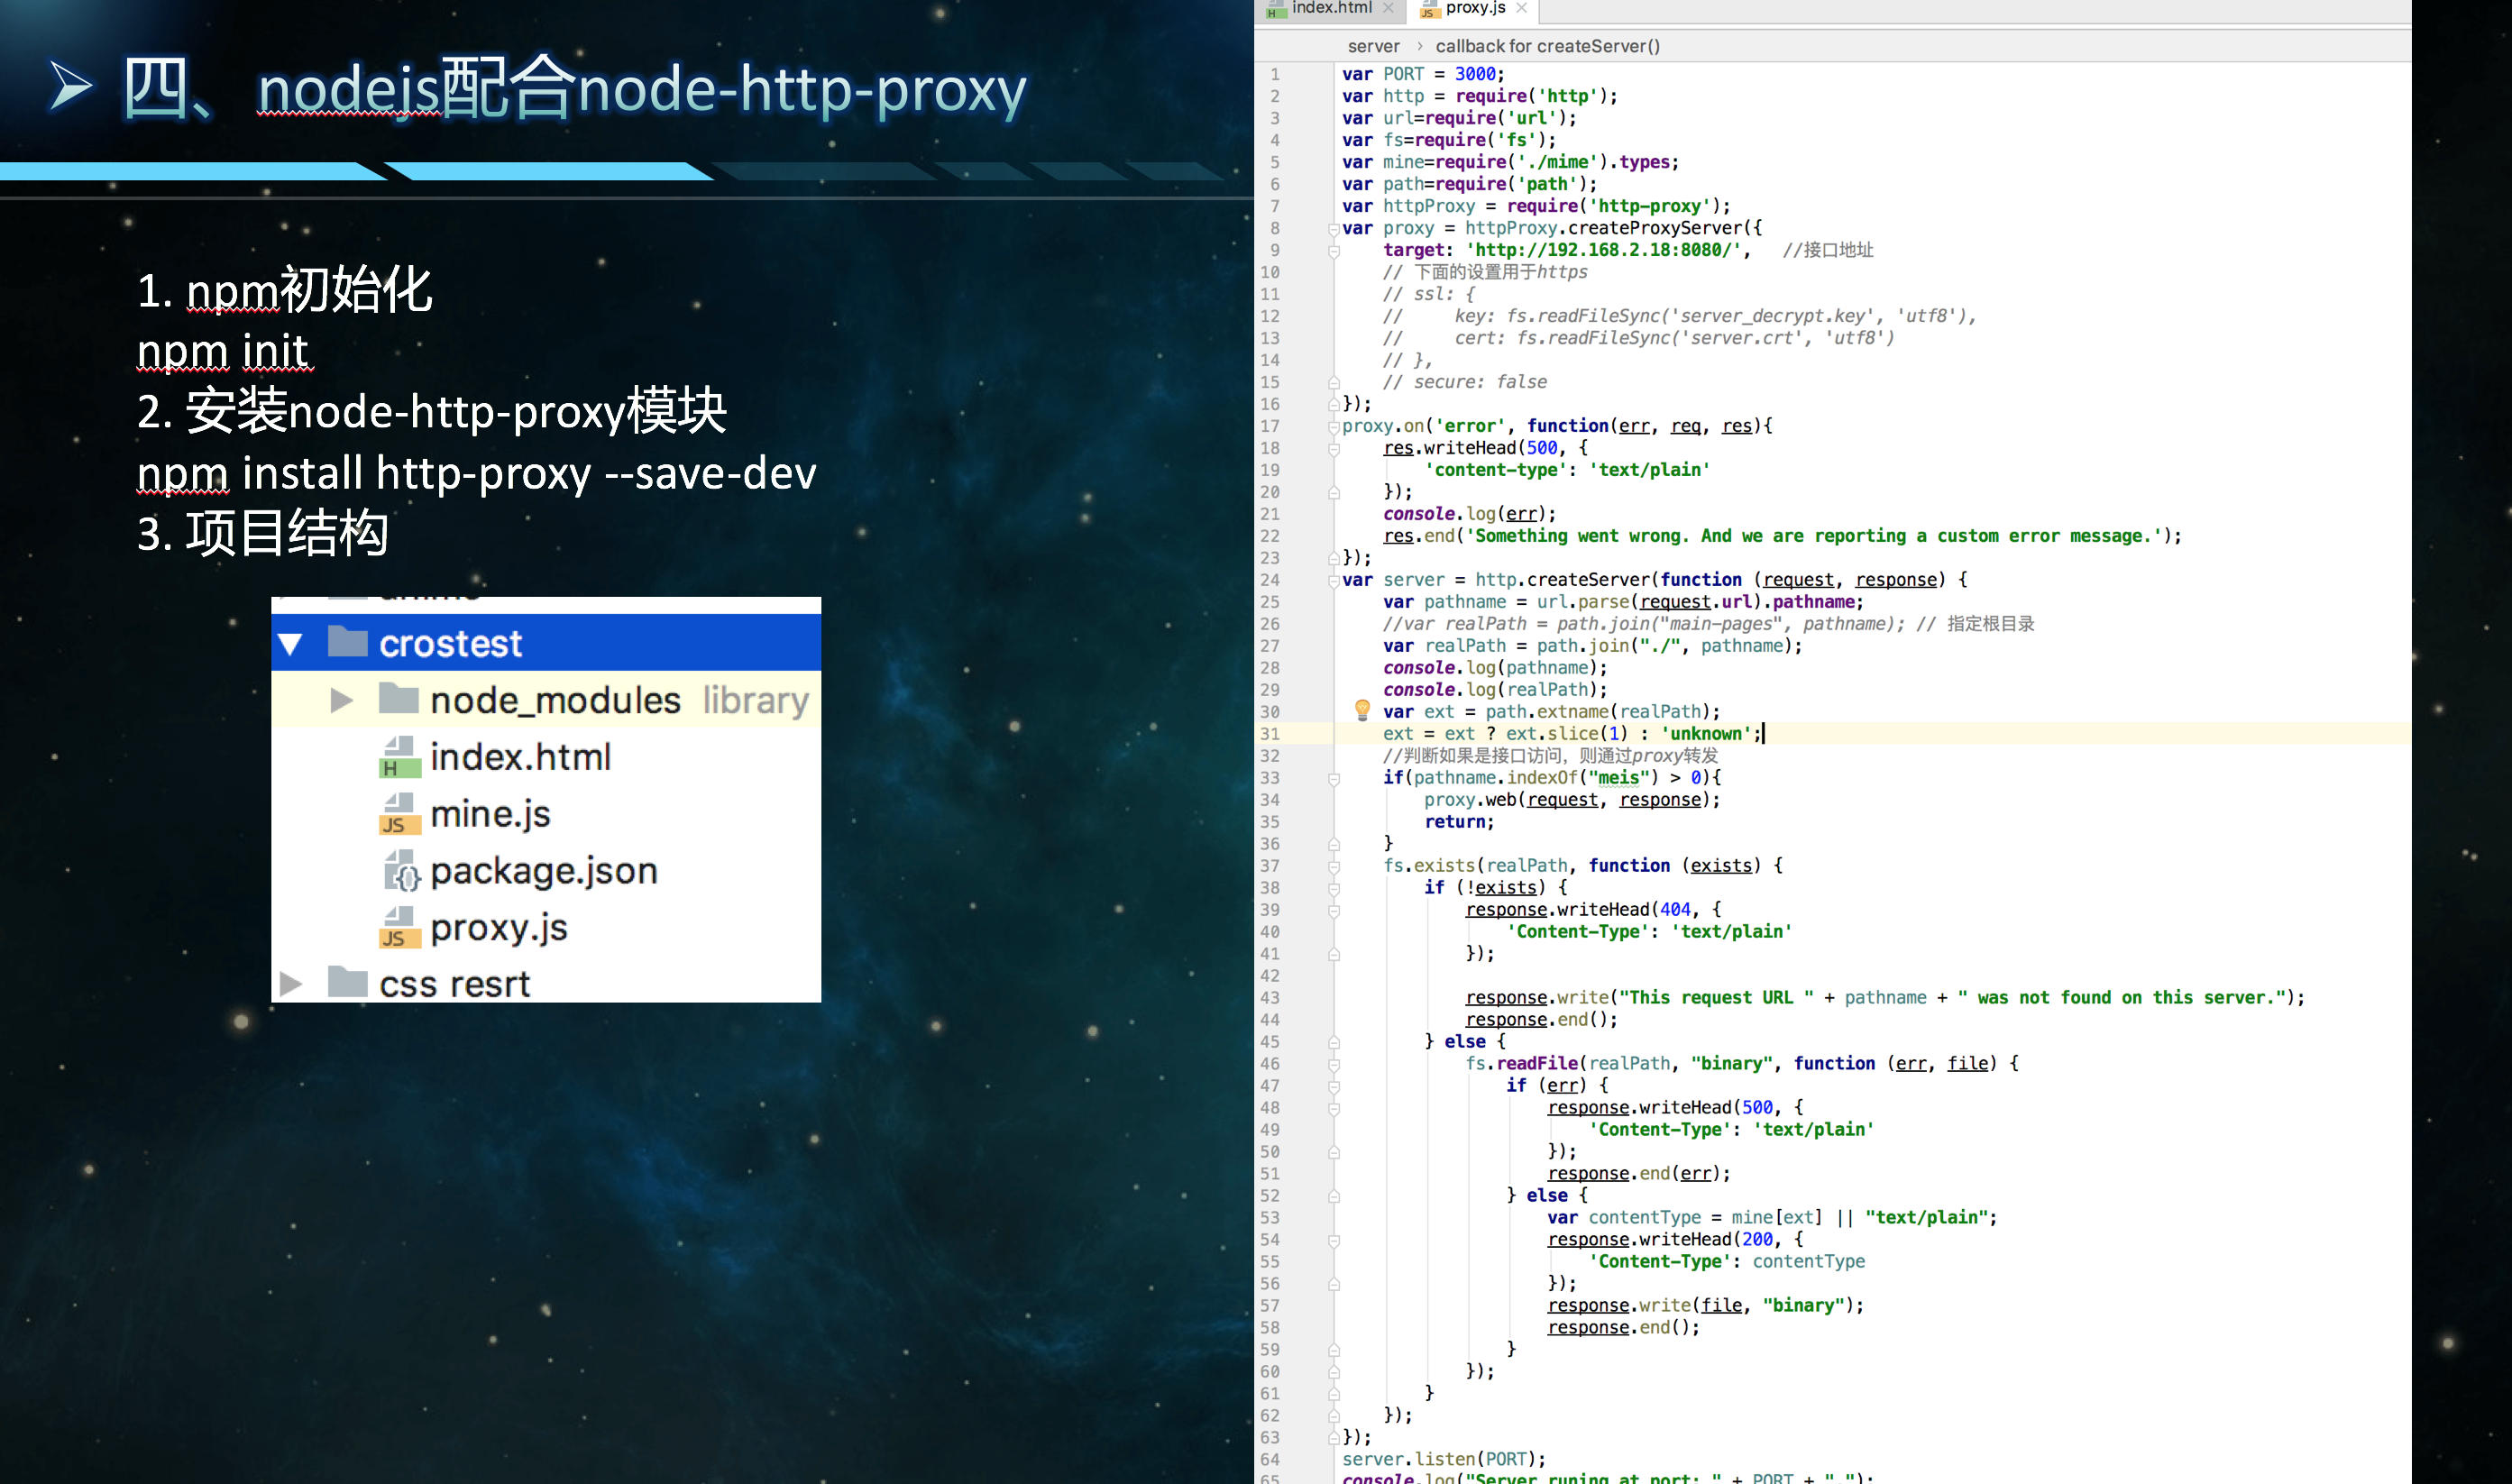 四、 nodejs配合node-http-proxy
1. npm初始化
npm init
2. 安装node-http-proxy模块
npm install http-proxy --save-dev
3. 项目结构
crostest
node_modules library
index.html
mine.js
package.json
proxy.js
css resrt
index.html
proxy.js
server › callback for createServer()
1 var PORT = 3000;
2 var http = require('http');
3 var url=require('url');
4 var fs=require('fs');
5 var mine=require('./mime').types;
6 var path=require('path');
7 var httpProxy = require('http-proxy');
8 var proxy = httpProxy.createProxyServer({
9 target: 'http://192.168.2.18:8080/', //接口地址
10 // 下面的设置用于https
11 // ssl: {
12 // key: fs.readFileSync('server_decrypt.key', 'utf8'),
13 // cert: fs.readFileSync('server.crt', 'utf8')
14 // },
15 // secure: false
16 });
17 proxy.on('error', function(err, req, res){
18 res.writeHead(500, {
19 'content-type': 'text/plain'
20 });
21 console.log(err);
22 res.end('Something went wrong. And we are reporting a custom error message.');
23 });
24 var server = http.createServer(function (request, response) {
25 var pathname = url.parse(request.url).pathname;
26 //var realPath = path.join("main-pages", pathname); // 指定根目录
27 var realPath = path.join("./", pathname);
28 console.log(pathname);
29 console.log(realPath);
30 var ext = path.extname(realPath);
31 ext = ext ? ext.slice(1) : 'unknown';
32 //判断如果是接口访问，则通过proxy转发
33 if(pathname.indexOf("meis") > 0){
34 proxy.web(request, response);
35 return;
36 }
37 fs.exists(realPath, function (exists) {
38 if (!exists) {
39 response.writeHead(404, {
40 'Content-Type': 'text/plain'
41 });
42
43 response.write("This request URL " + pathname + " was not found on this server.");
44 response.end();
45 } else {
46 fs.readFile(realPath, "binary", function (err, file) {
47 if (err) {
48 response.writeHead(500, {
49 'Content-Type': 'text/plain'
50 });
51 response.end(err);
52 } else {
53 var contentType = mine[ext] || "text/plain";
54 response.writeHead(200, {
55 'Content-Type': contentType
56 });
57 response.write(file, "binary");
58 response.end();
59 }
60 });
61 }
62 });
63 });
64 server.listen(PORT);
65 console.log("Server runing at port: " + PORT + ".");